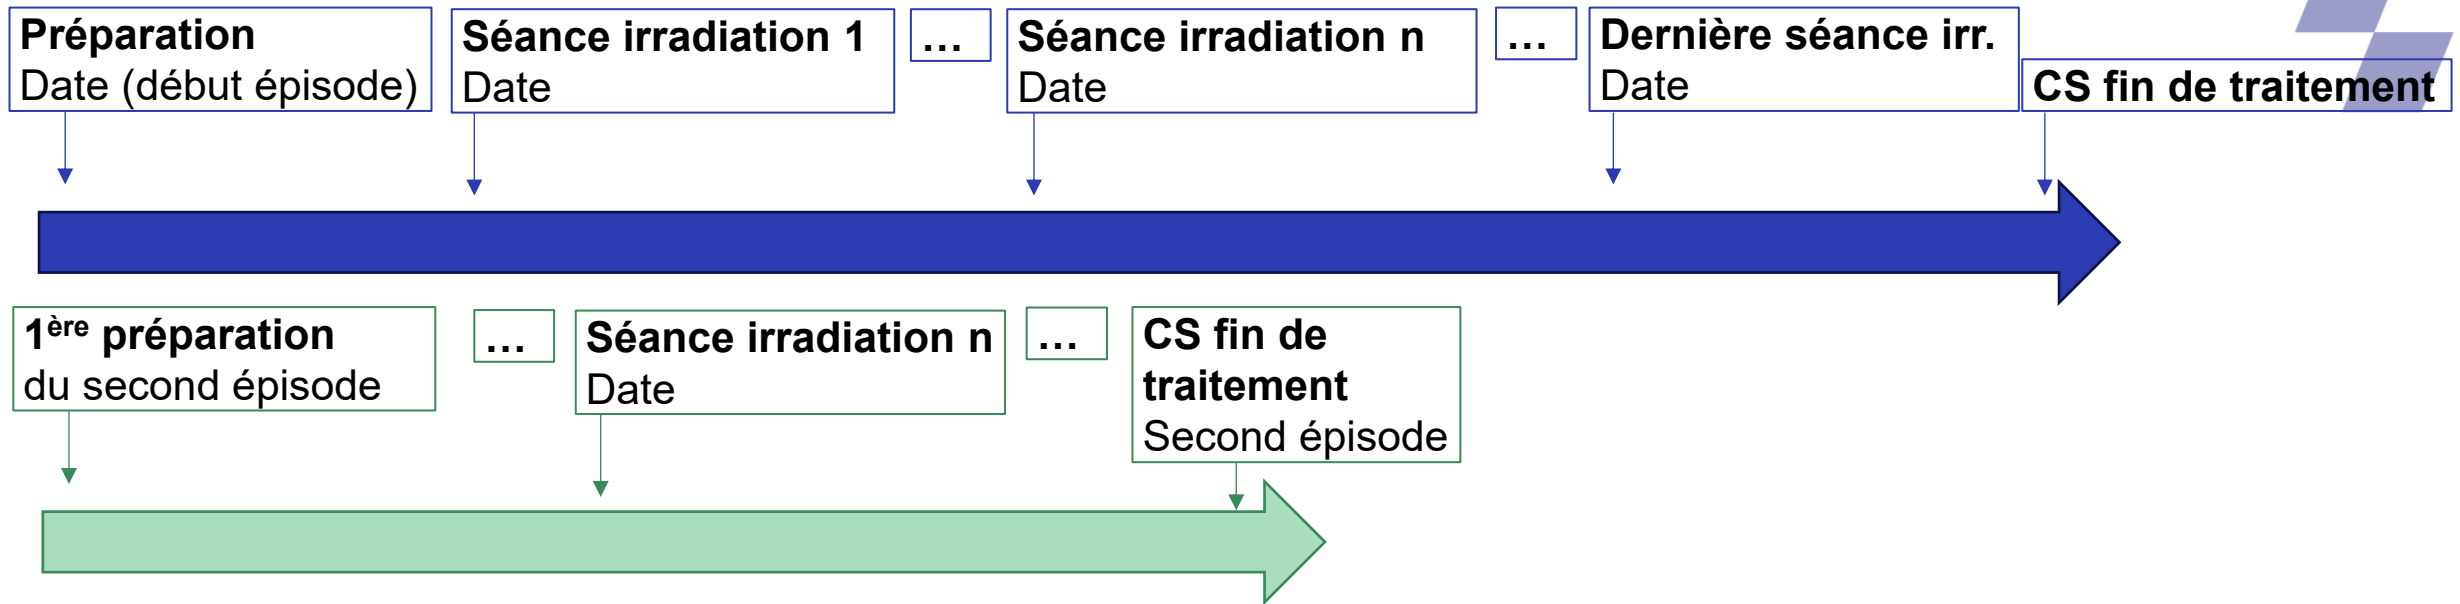 Préparation
Date (début épisode)
Séance irradiation 1
Date
...
Séance irradiation n
Date
...
Dernière séance irr.
Date
CS fin de traitement
1ère préparation
du second épisode
...
Séance irradiation n
Date
...
CS fin de
traitement
Second épisode